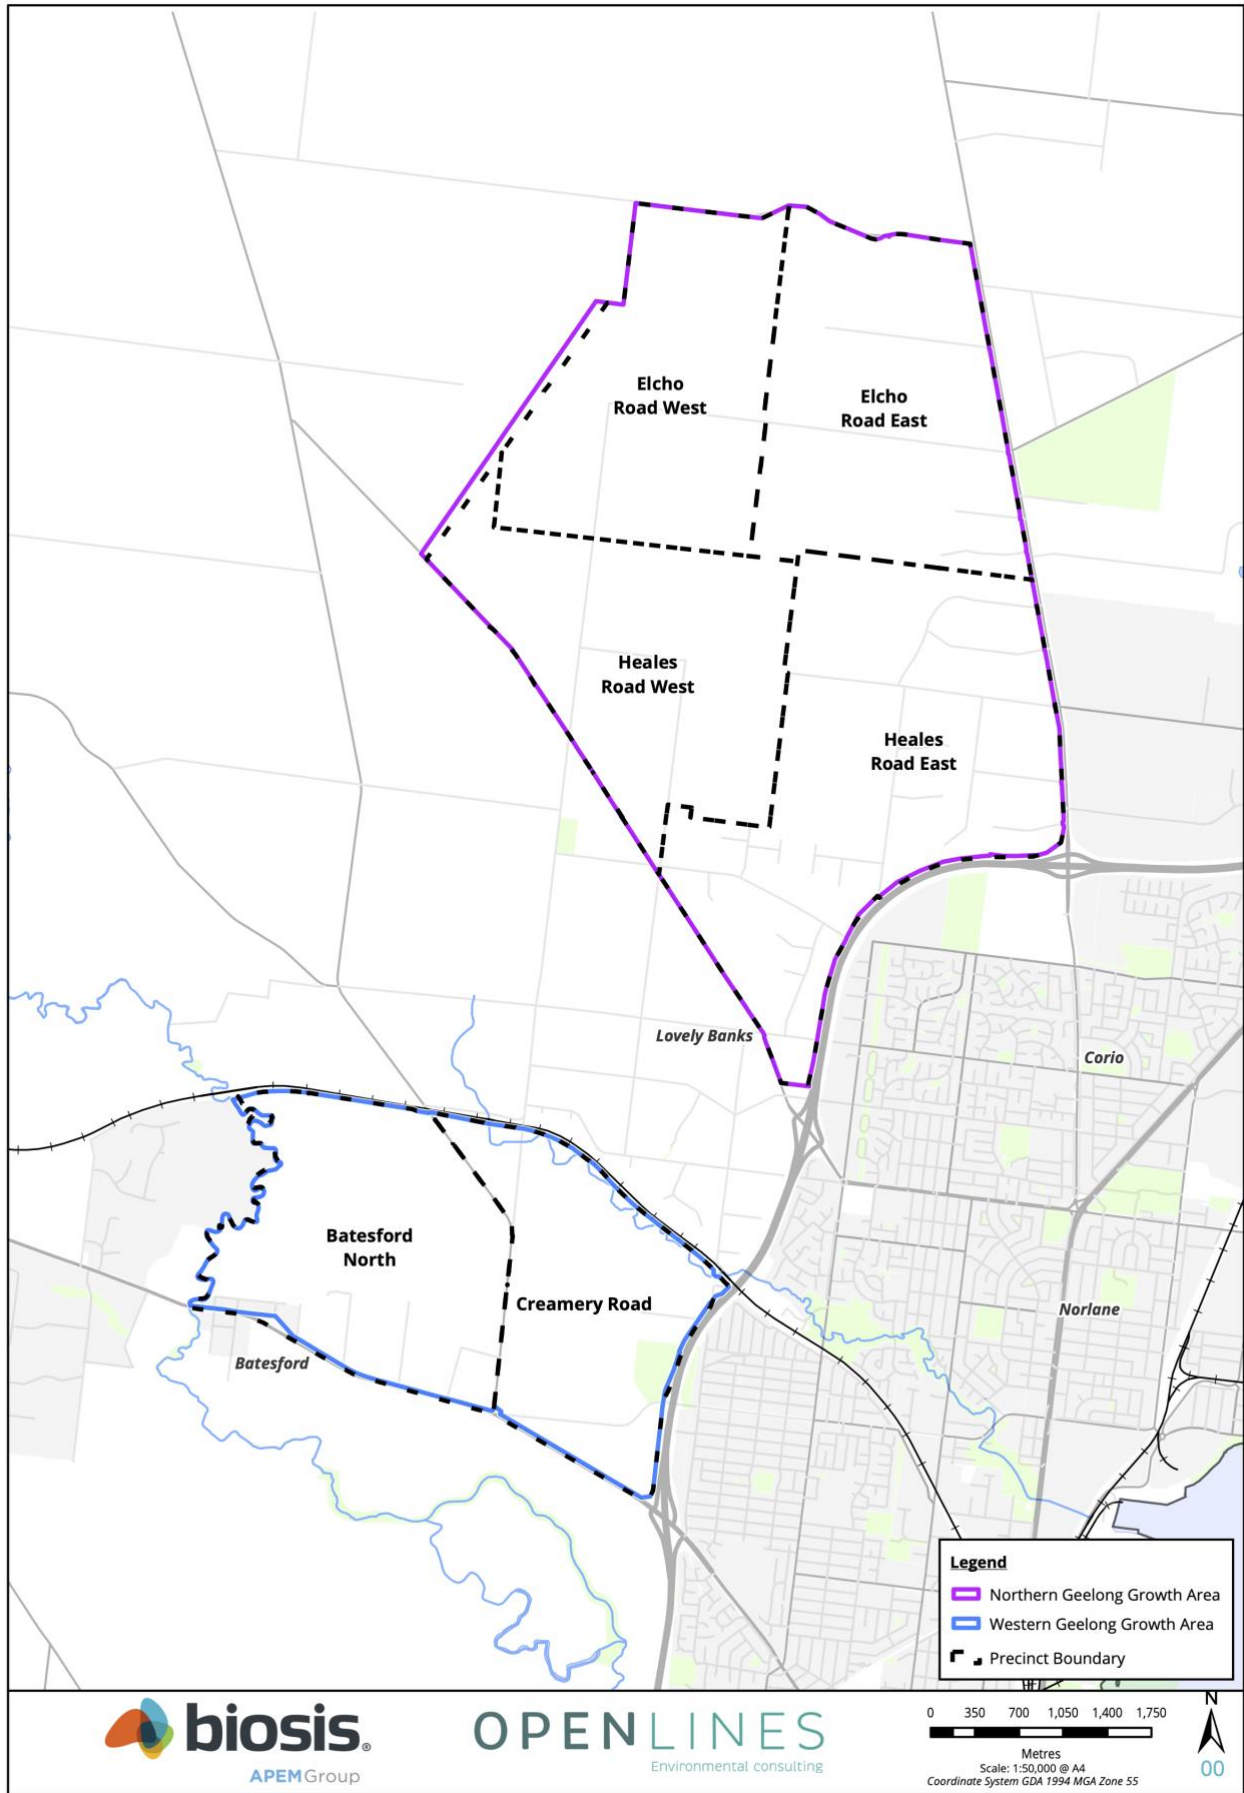 Elcho
Road West
Elcho
Road East
Heales
Road West
Heales
Road East
Lovely Banks
Corio
Batesford
North
Creamery Road
Norlane
Batesford
Legend
Northern Geelong Growth Area
Western Geelong Growth Area
Precinct Boundary
biosis®
APEMGroup
OPENLINES
Environmental consulting
0 350 700 1,050 1,400 1,750
Metres
Scale: 1:50,000 @ A4
Coordinate System GDA 1994 MGA Zone 55
N
00